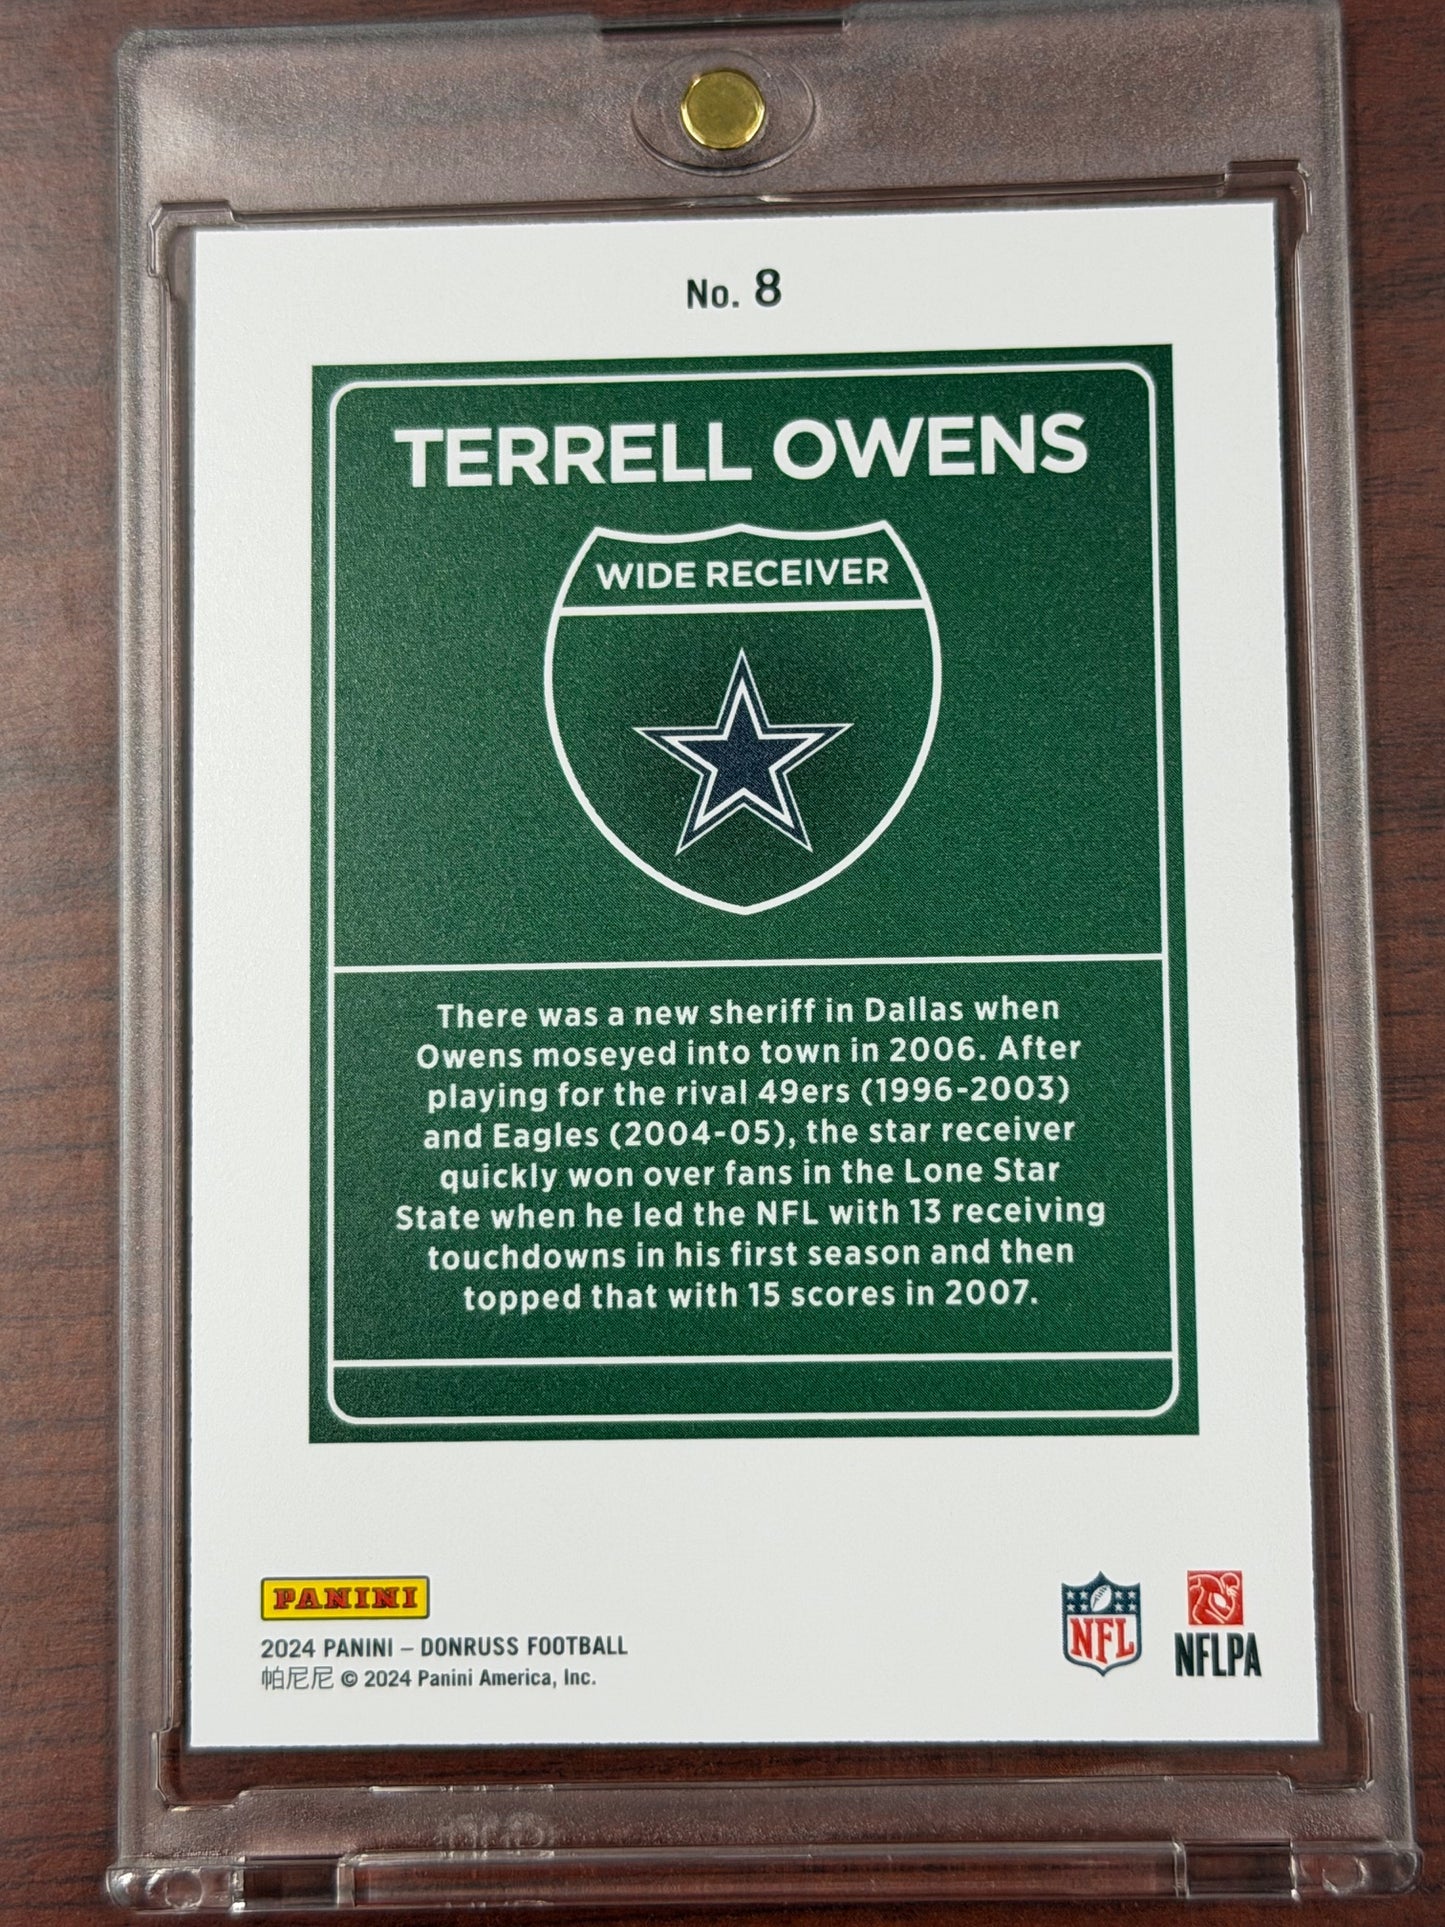 No. 8
TERRELL OWENS
WIDE RECEIVER
There was a new sheriff in Dallas when
Owens moseyed into town in 2006. After
playing for the rival 49ers (1996-2003)
and Eagles (2004-05), the star receiver
quickly won over fans in the Lone Star
State when he led the NFL with 13 receiving
touchdowns in his first season and then
topped that with 15 scores in 2007.
PANINI
2024 PANINI – DONRUSS FOOTBALL
帕尼尼 © 2024 Panini America, Inc.
NFL
NFLPA